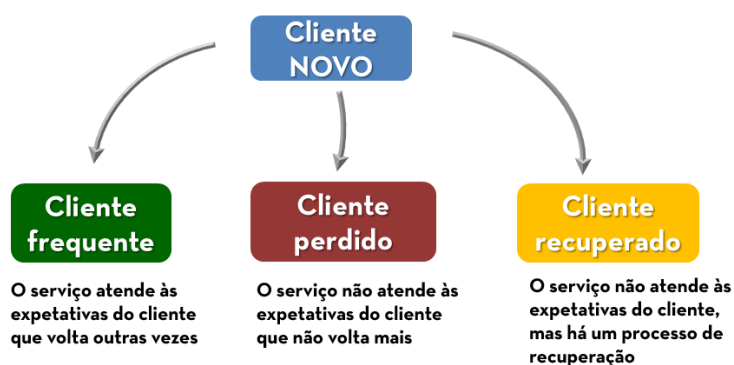 Cliente
NOVO
Cliente
frequente
O serviço atende às
expetativas do cliente
que volta outras vezes
Cliente
perdido
O serviço não atende às
expetativas do cliente
que não volta mais
Cliente
recuperado
O serviço não atende às
expetativas do cliente,
mas há um processo de
recuperação